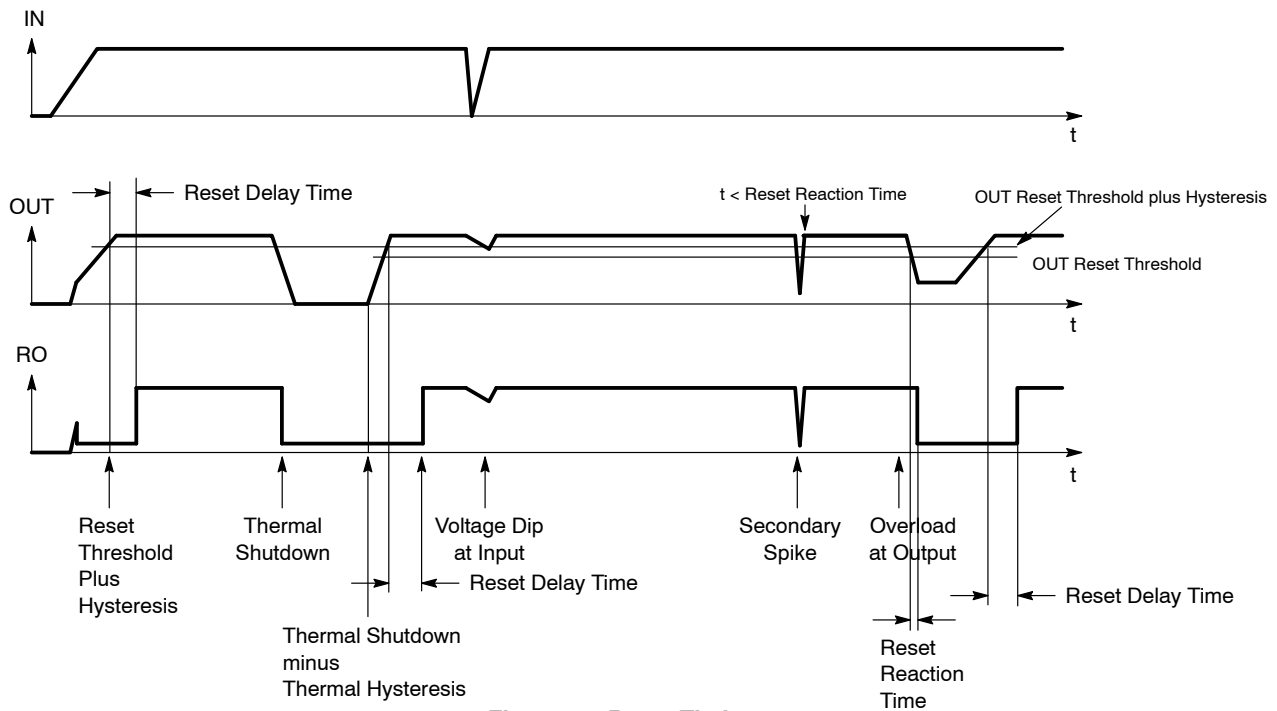 IN
t
Reset Delay Time
t < Reset Reaction Time
OUT Reset Threshold plus Hysteresis
OUT
OUT Reset Threshold
t
RO
t
Reset
Threshold
Plus
Hysteresis
Thermal
Shutdown
Voltage Dip
at Input
Secondary
Spike
Overload
at Output
Reset Delay Time
Reset Delay Time
Thermal Shutdown
minus
Thermal Hysteresis
Reset
Reaction
Time